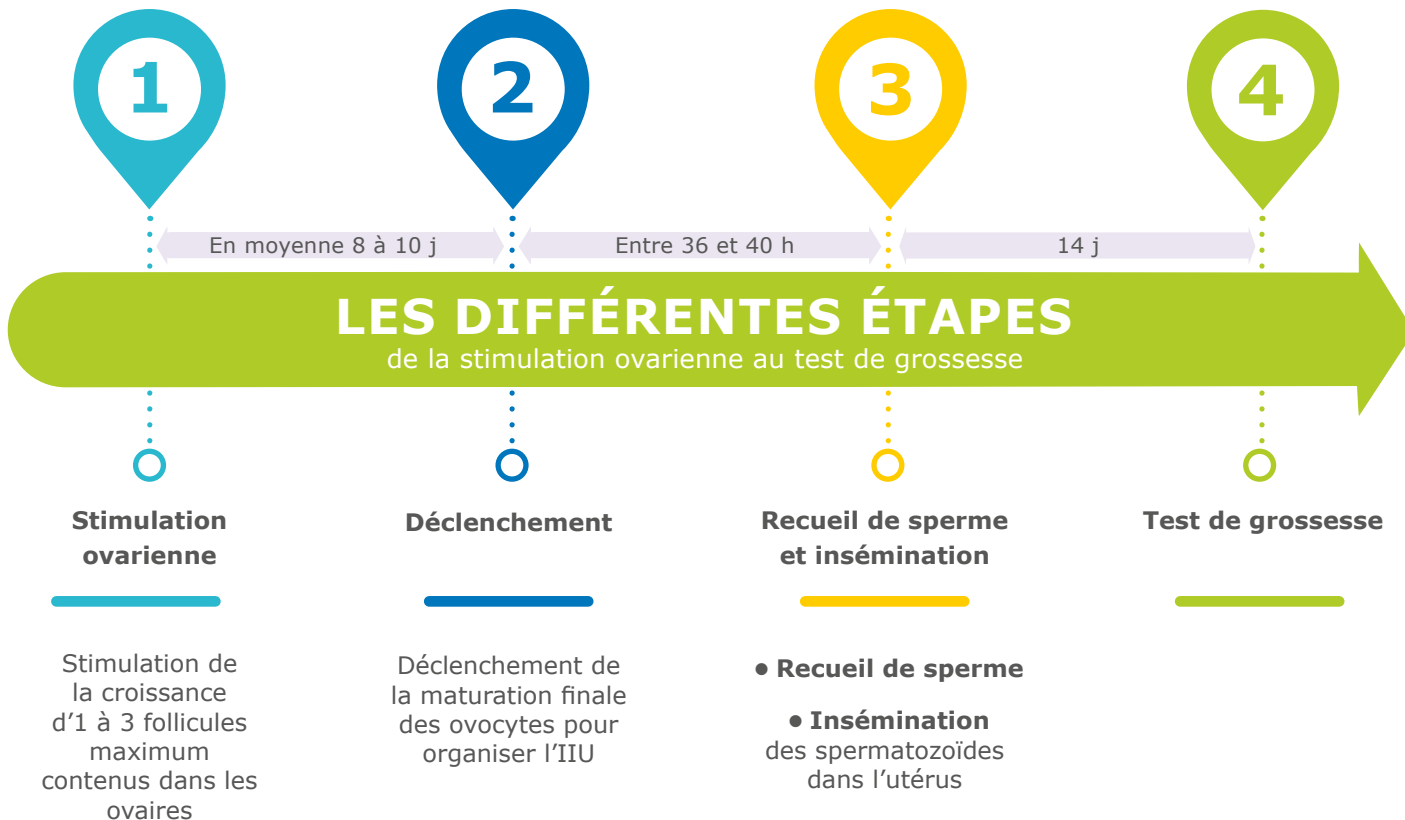 1
2
3
4
En moyenne 8 à 10 j
Entre 36 et 40 h
14 j
LES DIFFÉRENTES ÉTAPES
de la stimulation ovarienne au test de grossesse
Stimulation
ovarienne
Stimulation de
la croissance
d’1 à 3 follicules
maximum
contenus dans les
ovaires
Déclenchement
Déclenchement de
la maturation finale
des ovocytes pour
organiser l’IIU
Recueil de sperme
et insémination
● Recueil de sperme
● Insémination
des spermatozoïdes
dans l’utérus
Test de grossesse